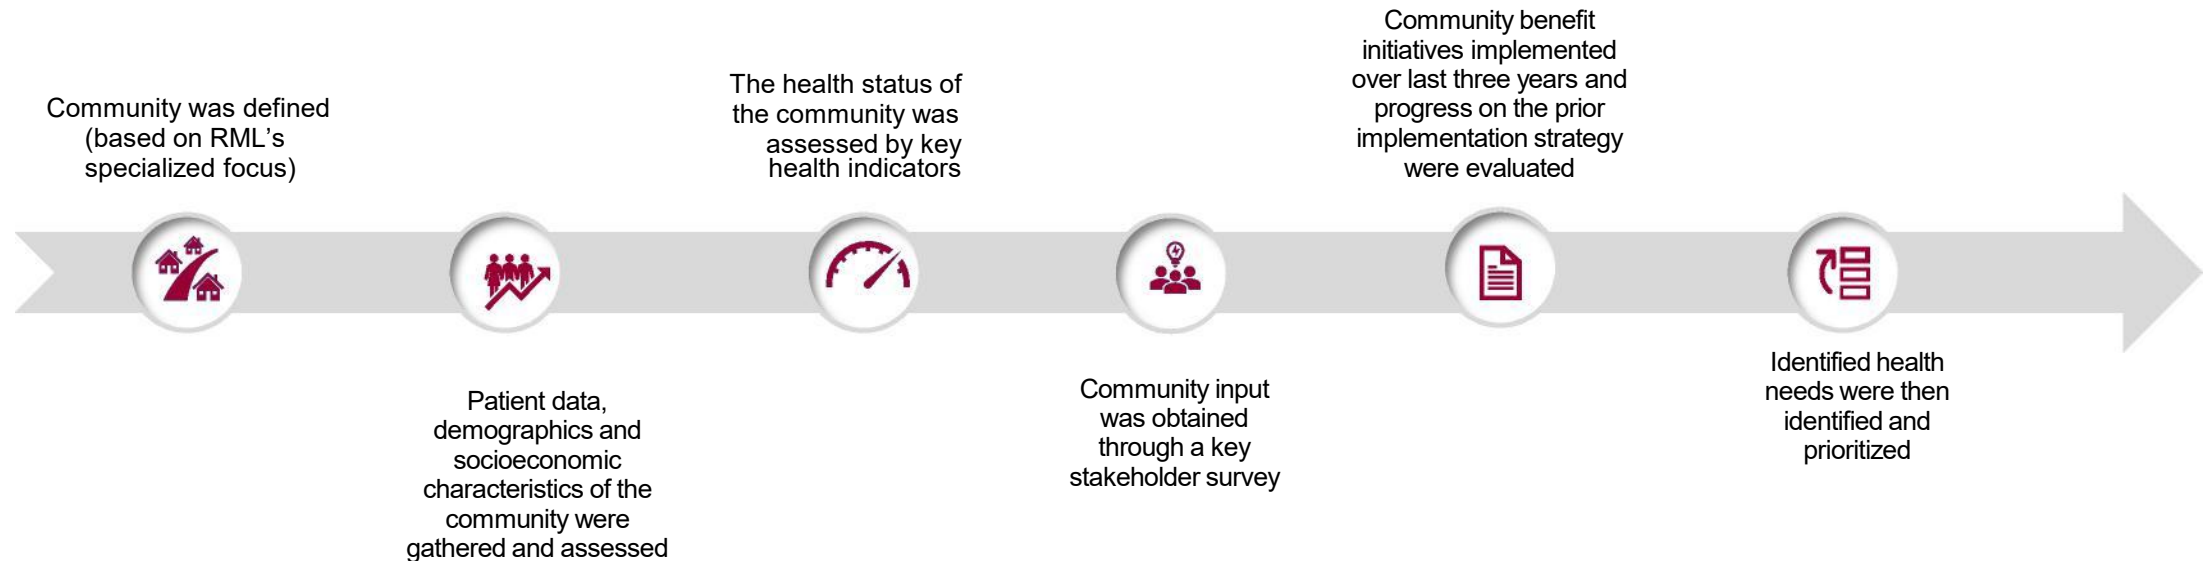 Community was defined
(based on RML’s
specialized focus)
Patient data,
demographics and
socioeconomic
characteristics of the
community were
gathered and assessed
The health status of
the community was
assessed by key
health indicators
Community input
was obtained
through a key
stakeholder survey
Community benefit
initiatives implemented
over last three years and
progress on the prior
implementation strategy
were evaluated
Identified health
needs were then
identified and
prioritized